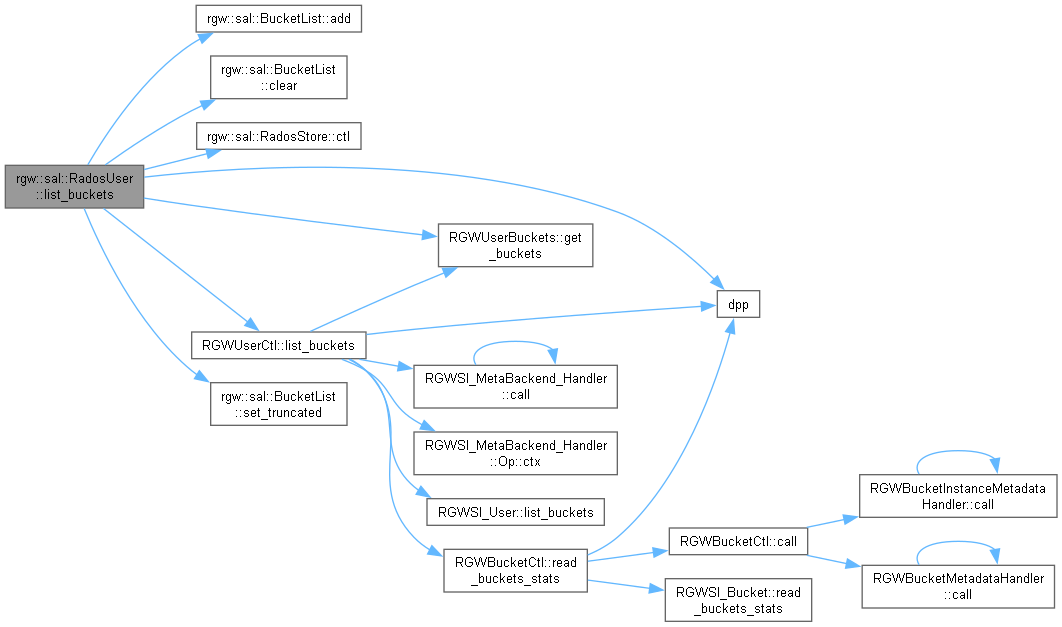 rgw::sal::BucketList::add
rgw::sal::BucketList
::clear
rgw::sal::RadosStore::ctl
rgw::sal::RadosUser
::list_buckets
RGWUserBuckets::get
_buckets
dpp
RGWUserCtl::list_buckets
RGWSI_MetaBackend_Handler
::call
rgw::sal::BucketList
::set_truncated
RGWSI_MetaBackend_Handler
::Op::ctx
RGWSI_User::list_buckets
RGWBucketCtl::read
_buckets_stats
RGWBucketCtl::call
RGWSI_Bucket::read
_buckets_stats
RGWBucketInstanceMetadata
Handler::call
RGWBucketMetadataHandler
::call